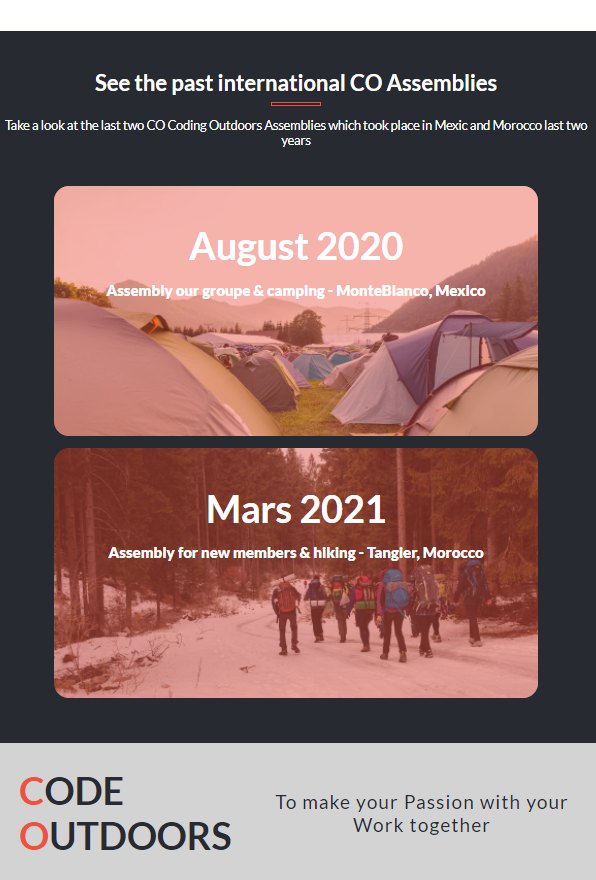 See the past international CO Assemblies
Take a look at the last two CO Coding Outdoors Assemblies which took place in Mexic and Morocco last two
years
August 2020
Assembly our groupe & camping - MonteBlanco, Mexico
Mars 2021
Assembly for new members & hiking - Tangier, Morocco
CODE
OUTDOORS
To make your Passion with your
Work together